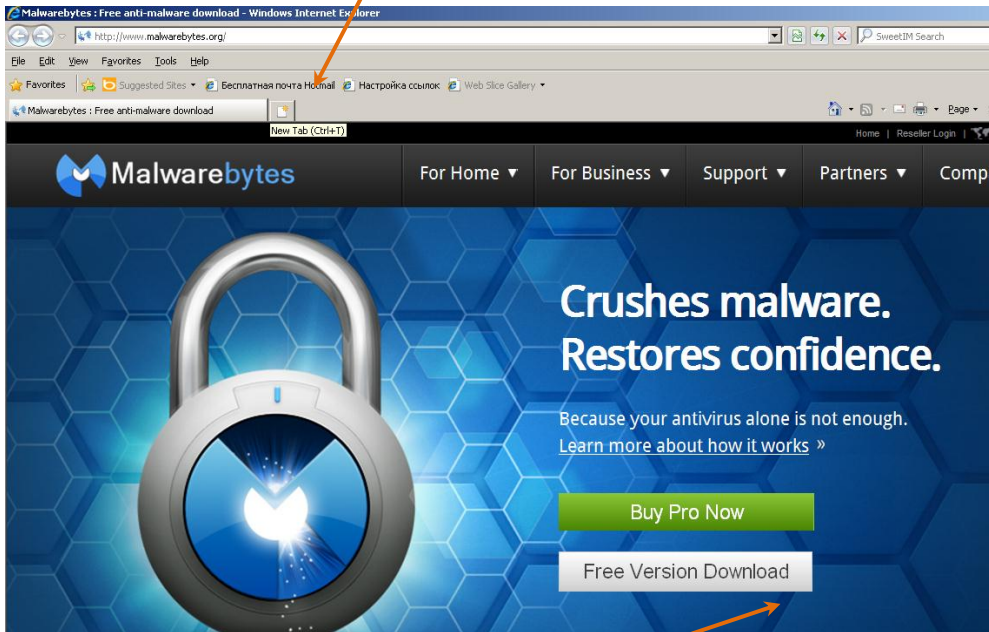 Malwarebytes : Free anti-malware download - Windows Internet Explorer
http://www.malwarebytes.org/ SweetIM Search
File Edit View Favorites Tools Help
Favorites Suggested Sites Бесплатная почта Hotmail Настройка ссылок Web Slice Gallery
Malwarebytes : Free anti-malware download Page
New Tab (Ctrl+T)
Home | Reseller Login |
Malwarebytes For Home ▼ For Business ▼ Support ▼ Partners ▼ Comp
Crushes malware.
Restores confidence.
Because your antivirus alone is not enough.
Learn more about how it works »
Buy Pro Now
Free Version Download